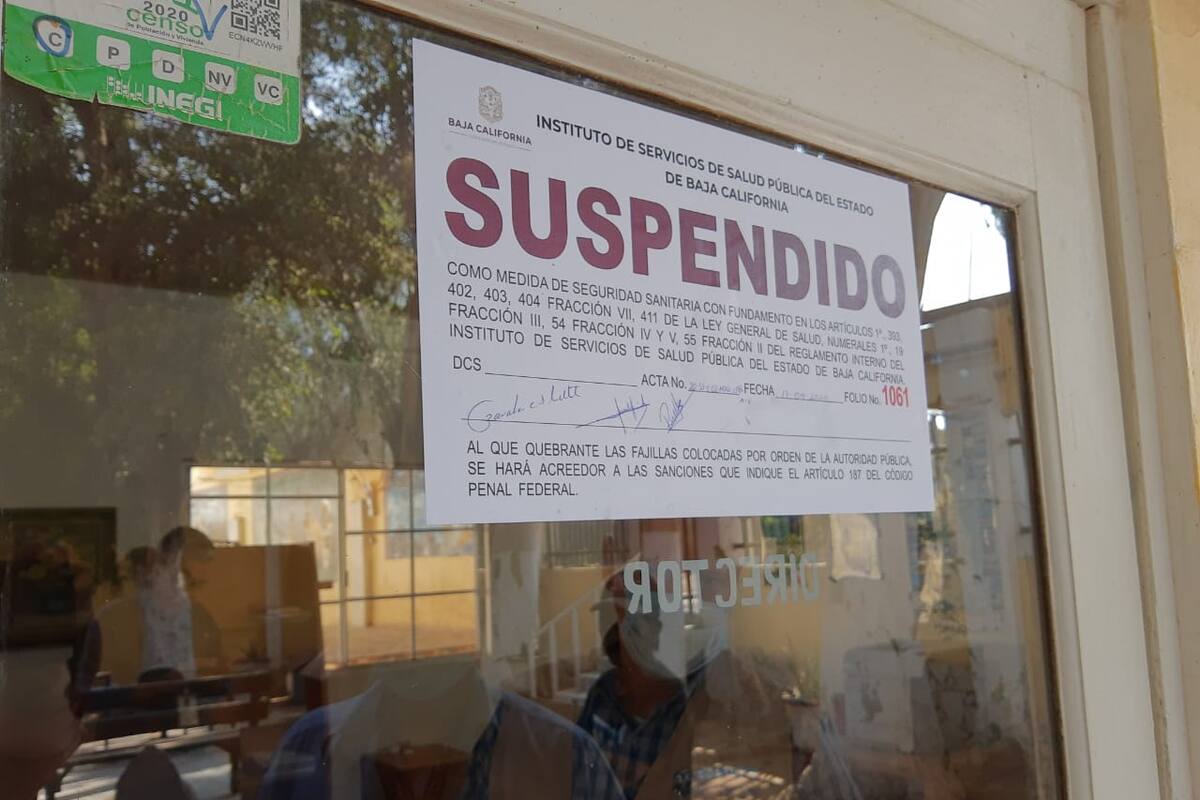 2020
censo
de Población y Vivienda
C P D NV VC
INEGI
BAJA CALIFORNIA
INSTITUTO DE SERVICIOS DE SALUD PÚBLICA DEL ESTADO
DE BAJA CALIFORNIA
SUSPENDIDO
COMO MEDIDA DE SEGURIDAD SANITARIA CON FUNDAMENTO EN LOS ARTÍCULOS 1º, 393,
402, 403, 404 FRACCIÓN VII, 411 DE LA LEY GENERAL DE SALUD, NUMERALES 1º, 19
FRACCIÓN III, 54 FRACCIÓN IV Y V, 55 FRACCIÓN II DEL REGLAMENTO INTERNO DEL
INSTITUTO DE SERVICIOS DE SALUD PÚBLICA DEL ESTADO DE BAJA CALIFORNIA.
DCS ACTA No. FECHA FOLIO No. 1061
AL QUE QUEBRANTE LAS FAJILLAS COLOCADAS POR ORDEN DE LA AUTORIDAD PÚBLICA,
SE HARÁ ACREEDOR A LAS SANCIONES QUE INDIQUE EL ARTÍCULO 187 DEL CÓDIGO
PENAL FEDERAL.
DIRECTOR